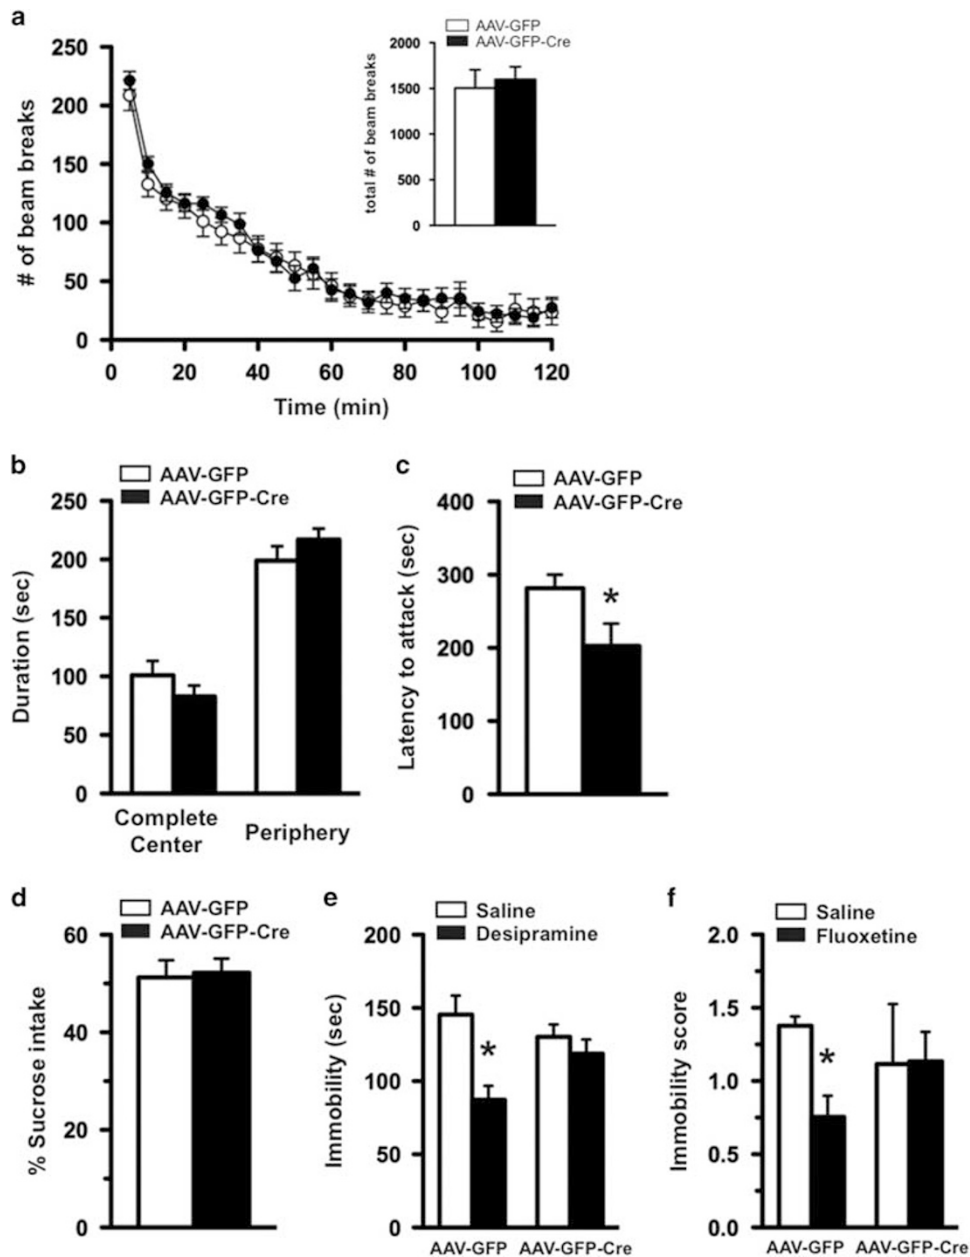 a
AAV-GFP
AAV-GFP-Cre
250
200
150
100
50
0
# of beam breaks
0 20 40 60 80 100 120
Time (min)
2000
1500
1000
500
0
total # of beam breaks
b
AAV-GFP
AAV-GFP-Cre
250
200
150
100
50
0
Duration (sec)
Complete
Center
Periphery
c
AAV-GFP
AAV-GFP-Cre
400
300
200
100
0
Latency to attack (sec)
*
d
AAV-GFP
AAV-GFP-Cre
60
40
20
0
% Sucrose intake
e
Saline
Desipramine
200
150
100
50
0
Immobility (sec)
*
AAV-GFP AAV-GFP-Cre
f
Saline
Fluoxetine
2.0
1.5
1.0
0.5
0.0
Immobility score
*
AAV-GFP AAV-GFP-Cre